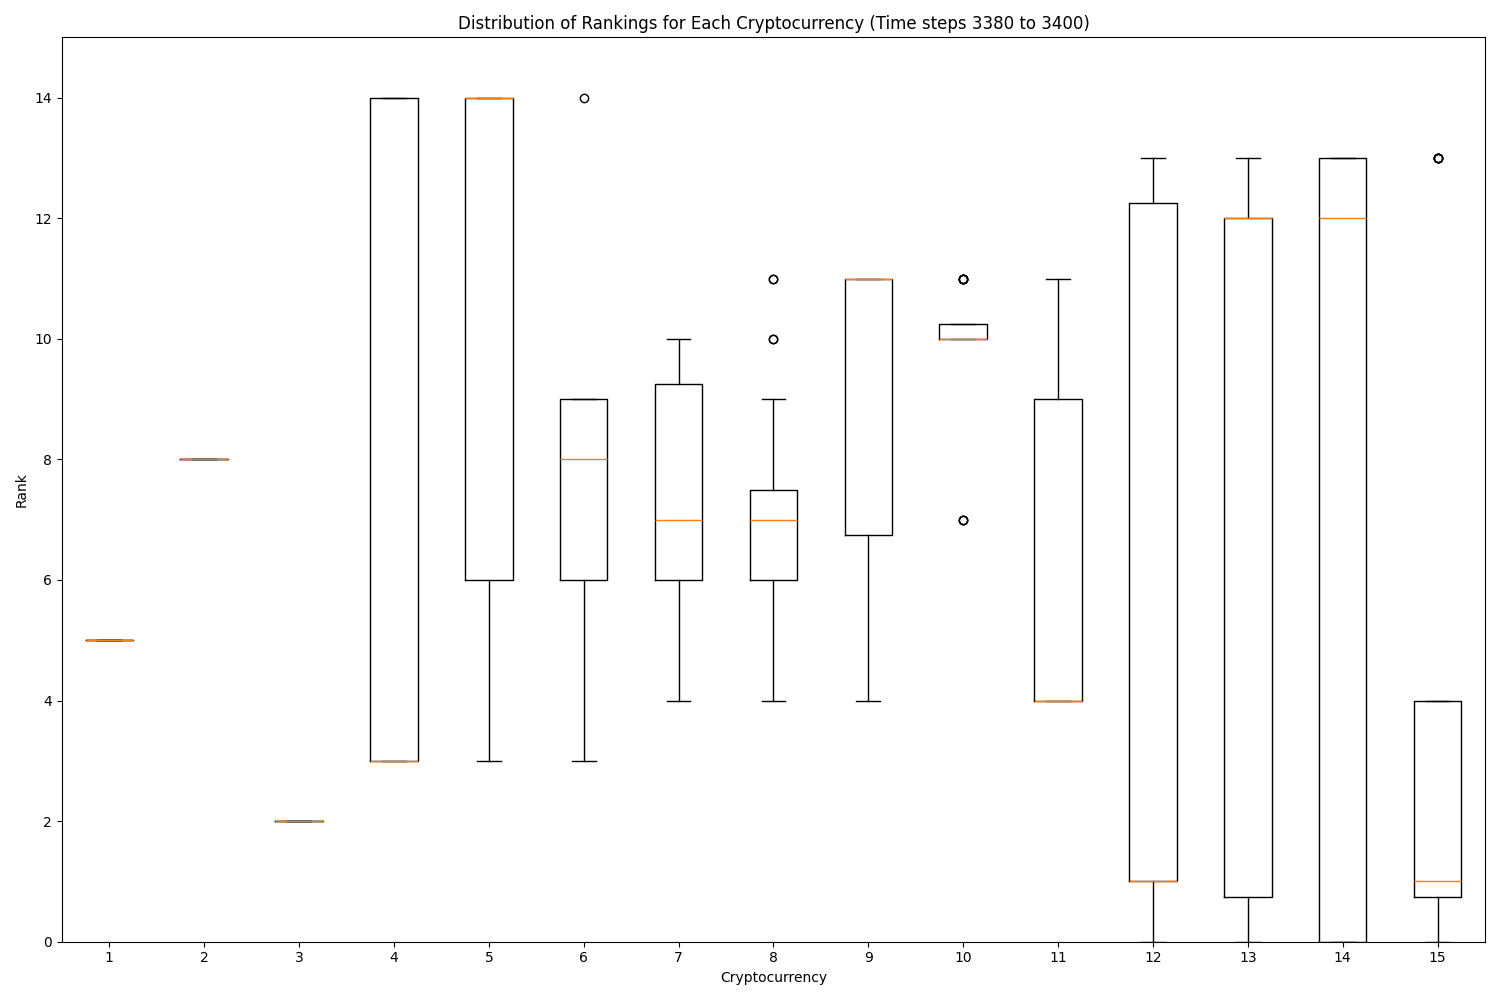 Distribution of Rankings for Each Cryptocurrency (Time steps 3380 to 3400)
Rank
14
12
10
8
6
4
2
0
1 2 3 4 5 6 7 8 9 10 11 12 13 14 15
Cryptocurrency